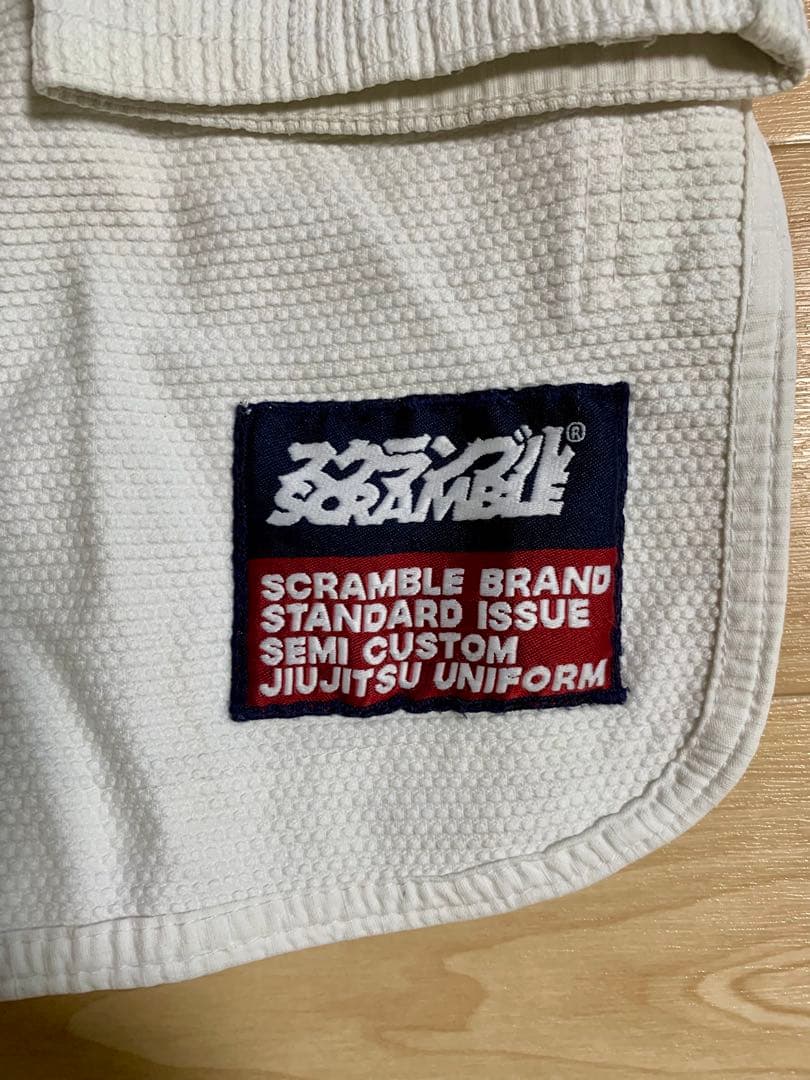 スクランブル®
SCRAMBLE
SCRAMBLE BRAND
STANDARD ISSUE
SEMI CUSTOM
JIUJITSU UNIFORM